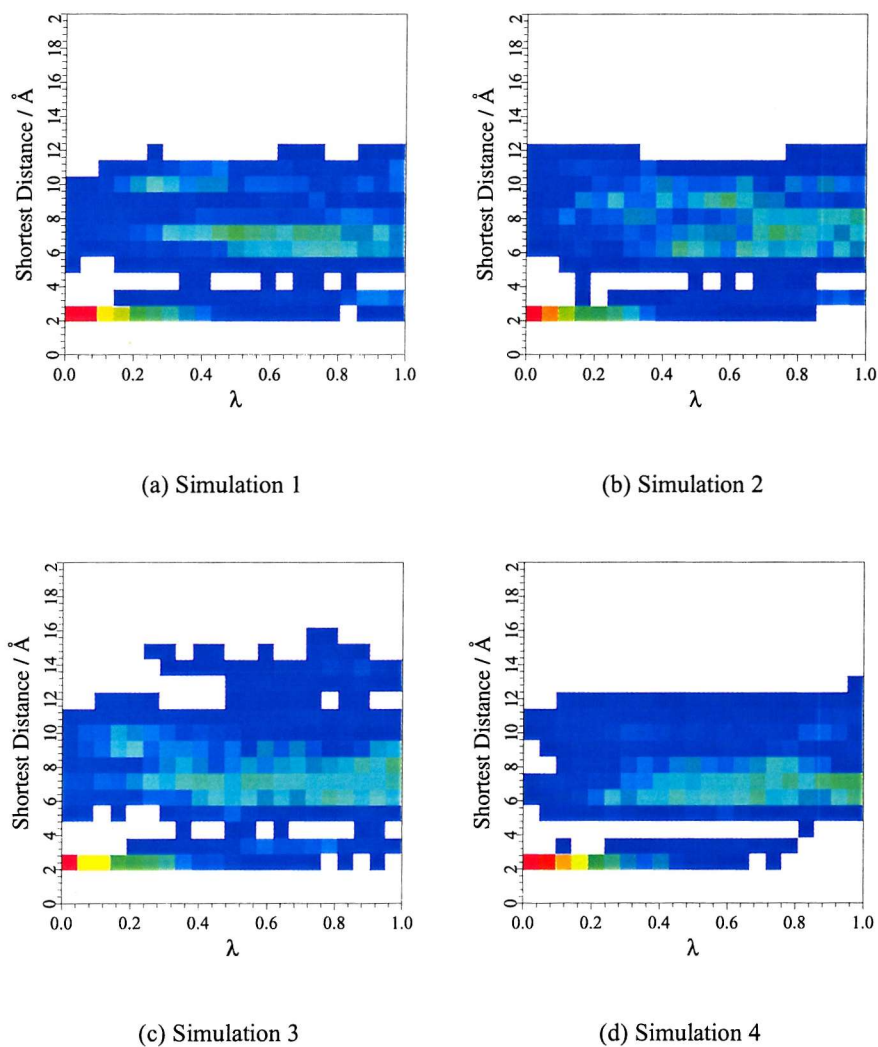 2
18
16
14
12
10
8
6
4
2
0
Shortest Distance / Å
0.0 0.2 0.4 0.6 0.8 1.0
λ
(a) Simulation 1
2
18
16
14
12
10
8
6
4
2
0
Shortest Distance / Å
0.0 0.2 0.4 0.6 0.8 1.0
λ
(b) Simulation 2
2
18
16
14
12
10
8
6
4
2
0
Shortest Distance / Å
0.0 0.2 0.4 0.6 0.8 1.0
λ
(c) Simulation 3
2
18
16
14
12
10
8
6
4
2
0
Shortest Distance / Å
0.0 0.2 0.4 0.6 0.8 1.0
λ
(d) Simulation 4